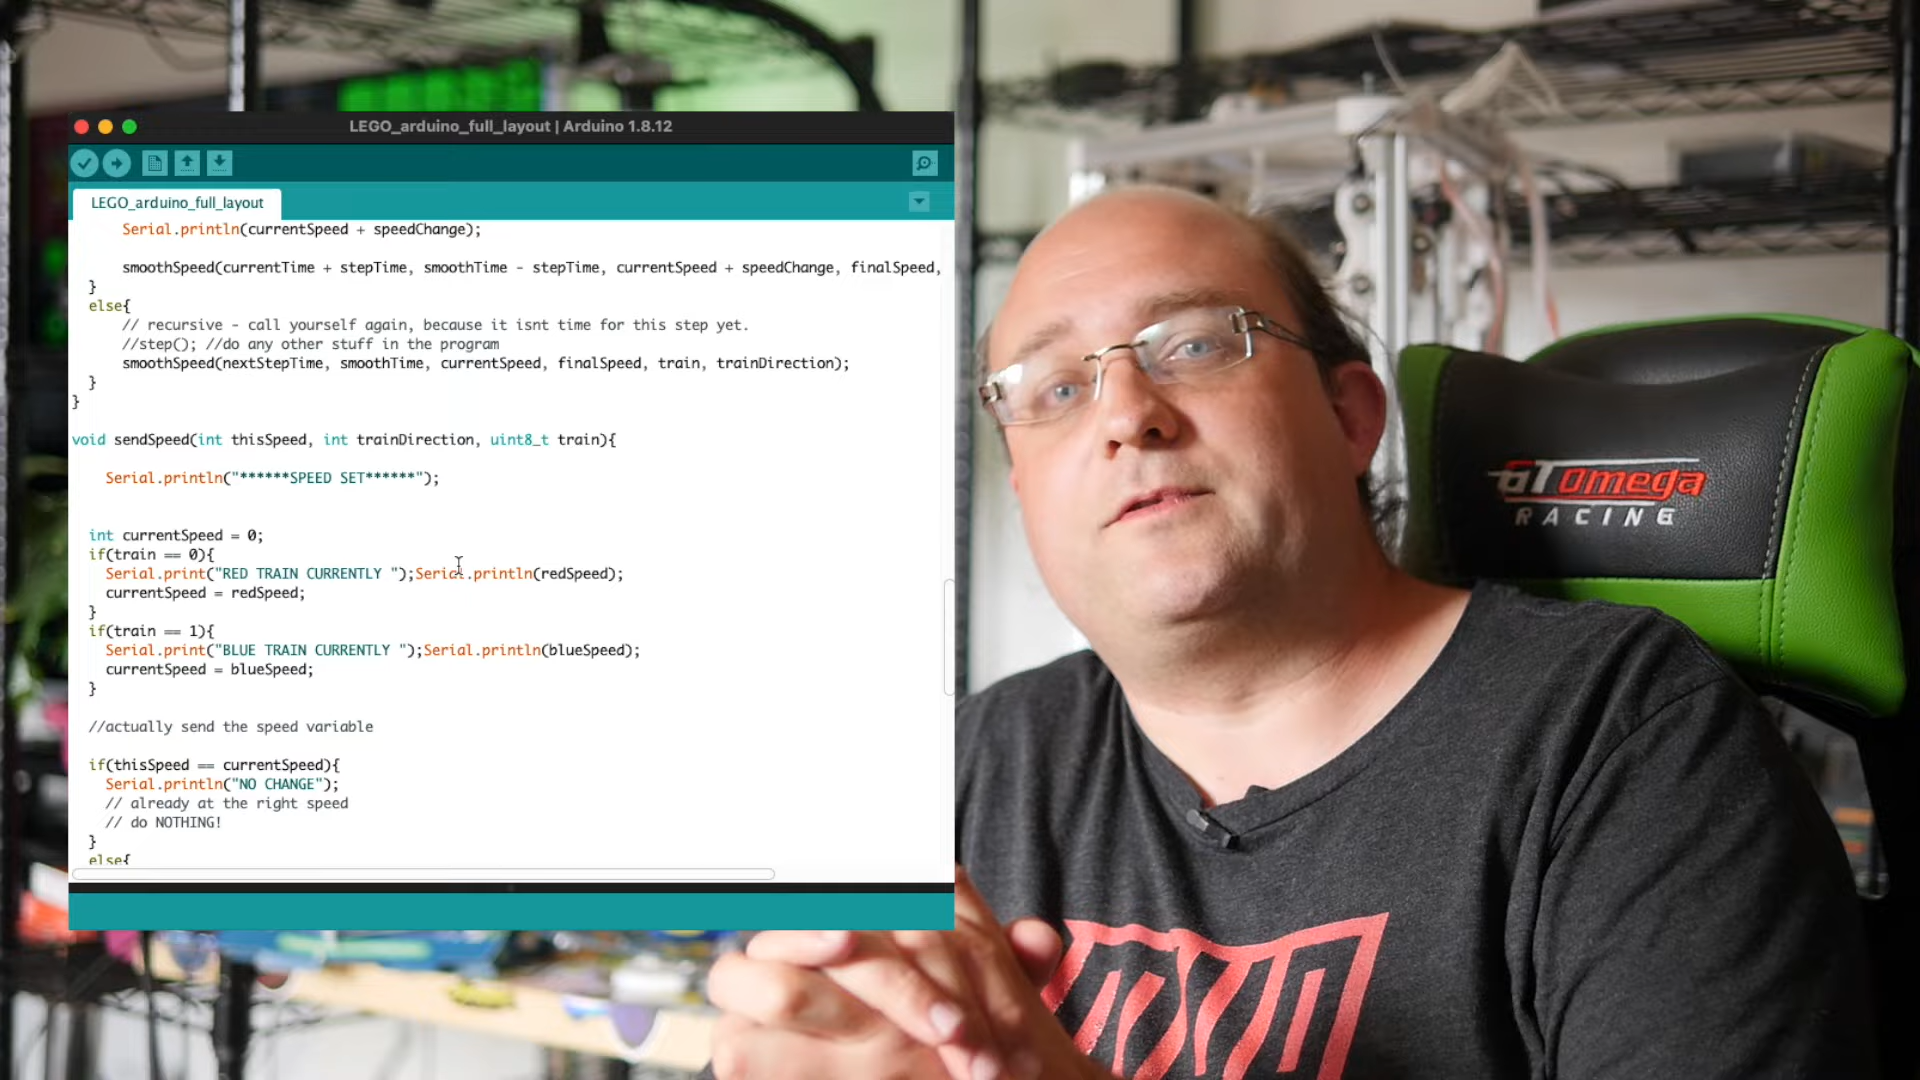 LEGO_arduino_full_layout | Arduino 1.8.12
LEGO_arduino_full_layout
Serial.println(currentSpeed + speedChange);
smoothSpeed(currentTime + stepTime, smoothTime - stepTime, currentSpeed + speedChange, finalSpeed,
}
else{
// recursive - call yourself again, because it isnt time for this step yet.
//step(); //do any other stuff in the program
smoothSpeed(nextStepTime, smoothTime, currentSpeed, finalSpeed, train, trainDirection);
}
}
void sendSpeed(int thisSpeed, int trainDirection, uint8_t train){
Serial.println("******SPEED SET******");
int currentSpeed = 0;
if(train == 0){
Serial.print("RED TRAIN CURRENTLY ");Serial.println(redSpeed);
currentSpeed = redSpeed;
}
if(train == 1){
Serial.print("BLUE TRAIN CURRENTLY ");Serial.println(blueSpeed);
currentSpeed = blueSpeed;
}
//actually send the speed variable
if(thisSpeed == currentSpeed){
Serial.println("NO CHANGE");
// already at the right speed
// do NOTHING!
}
else{
GT Omega
RACING